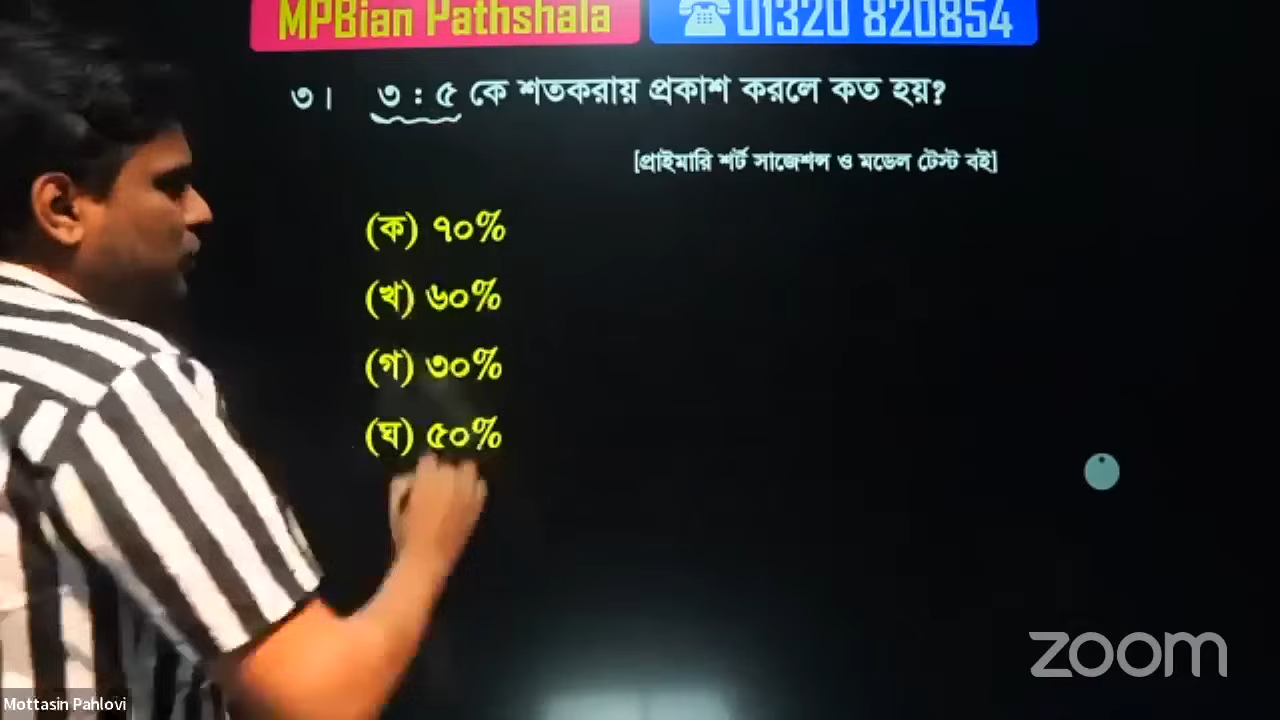 MPBian Pathshala ☎01320 820854
৩। ৩ : ৫ কে শতকরায় প্রকাশ করলে কত হয়?
[প্রাইমারি শর্ট সাজেশন্স ও মডেল টেস্ট বই]
(ক) ৭০%
(খ) ৬০%
(গ) ৩০%
(ঘ) ৫০%
zoom
Mottasin Pahlovi